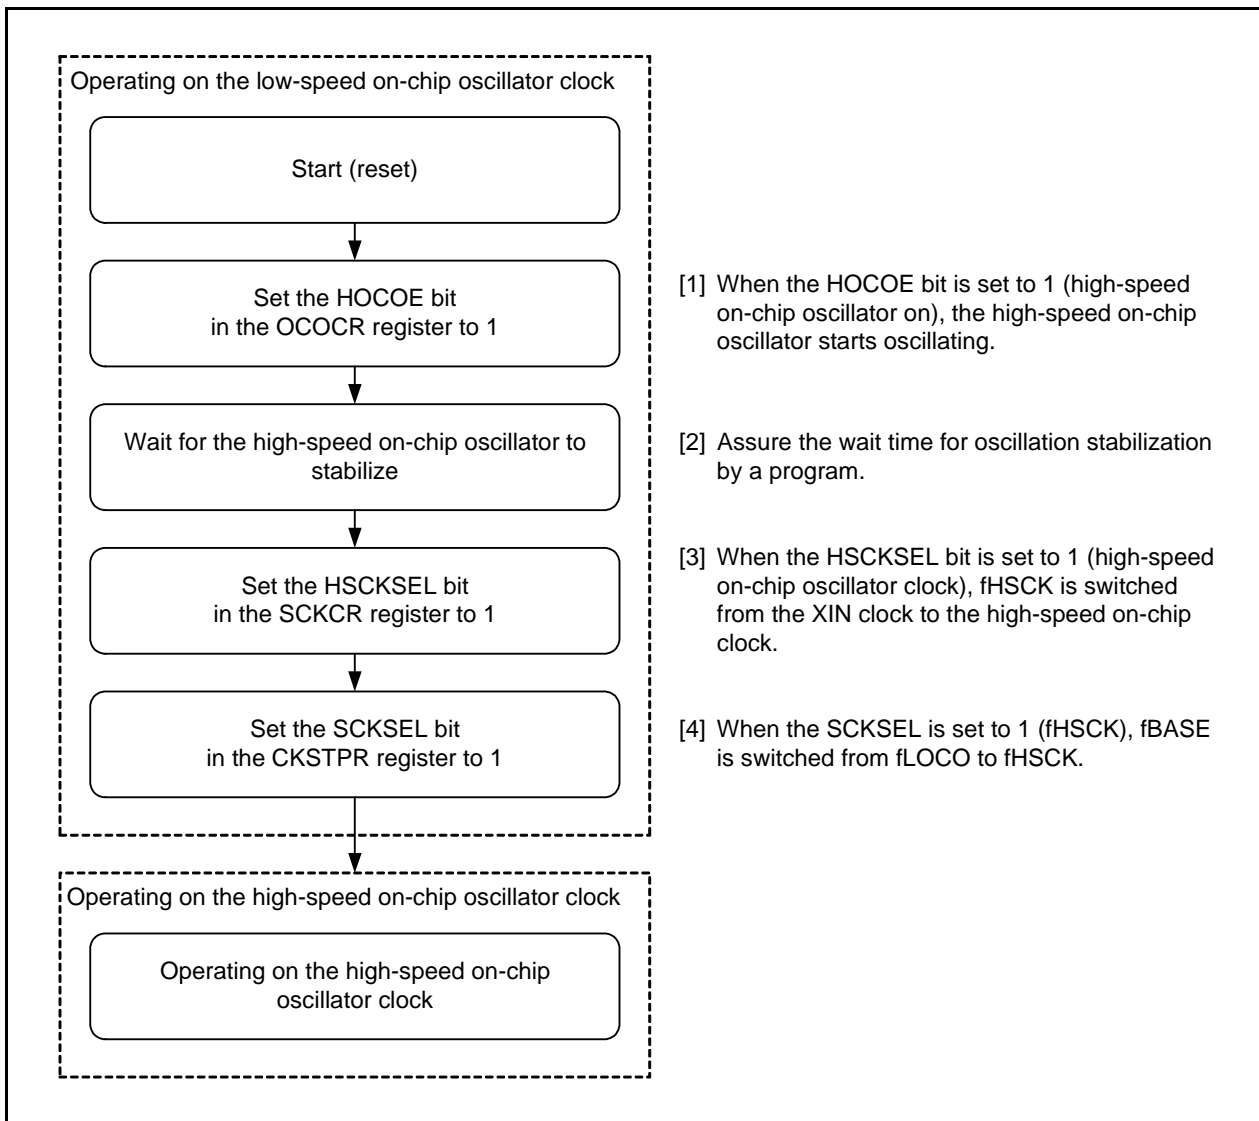 Operating on the low-speed on-chip oscillator clock
Start (reset)
Set the HOCOE bit
in the OCOCR register to 1
[1] When the HOCOE bit is set to 1 (high-speed
on-chip oscillator on), the high-speed on-chip
oscillator starts oscillating.
Wait for the high-speed on-chip oscillator to
stabilize
[2] Assure the wait time for oscillation stabilization
by a program.
Set the HSCKSEL bit
in the SCKCR register to 1
[3] When the HSCKSEL bit is set to 1 (high-speed
on-chip oscillator clock), fHSCK is switched
from the XIN clock to the high-speed on-chip
clock.
Set the SCKSEL bit
in the CKSTPR register to 1
[4] When the SCKSEL is set to 1 (fHSCK), fBASE
is switched from fLOCO to fHSCK.
Operating on the high-speed on-chip oscillator clock
Operating on the high-speed on-chip
oscillator clock